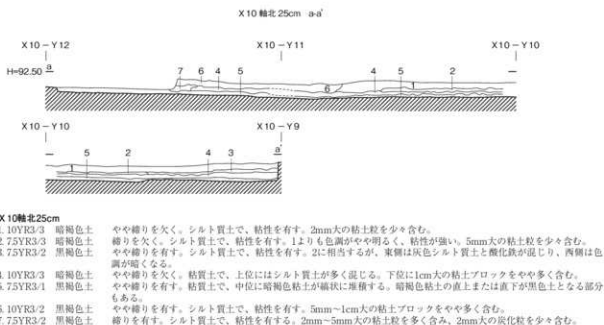 X 10 軸北 25cm a-a'
X 10 − Y 12 X 10 − Y 11 X 10 − Y 10
H=92.50 a
7 6 4 5 4 5 2
1
6
X 10 − Y 10 X 10 − Y 9
a'
5 2 4 3
1
X 10軸北25cm
1. 10YR3/3 暗褐色土 やや締りを欠く。シルト質土で、粘性を有す。2mm大の粘土粒を少々含む。
2. 7.5YR3/3 暗褐色土 締りを欠く。シルト質土で、粘性を有す。1よりも色調がやや明るく、粘性が強い。5mm大の粘土粒を少々含む。
3. 7.5YR3/2 黒褐色土 やや締りを有す。シルト質土で、粘性を有す。2に相当するが、東側は灰色シルト質土と酸化鉄が混じり、西側は色
調が暗くなる。
4. 10YR3/3 暗褐色土 やや締りを欠く。粘質土で、上位にはシルト質土が多く混じる。下位に1cm大の粘土ブロックをやや多く含む。
5. 7.5YR3/1 黒褐色土 やや締りを有す。粘質土で、中位に暗褐色粘土が縞状に堆積する。暗褐色粘土の直上または直下が黒色土となる部分
もある。
6. 10YR3/2 黒褐色土 やや締りを有す。シルト質土で、粘性を有す。5mm～1cm大の粘土ブロックをやや多く含む。
7. 7.5YR3/2 黒褐色土 締りを有す。シルト質土で、粘性を有する。2mm～5mm大の粘土粒を多く含み、2mm大の炭化粒を少々含む。